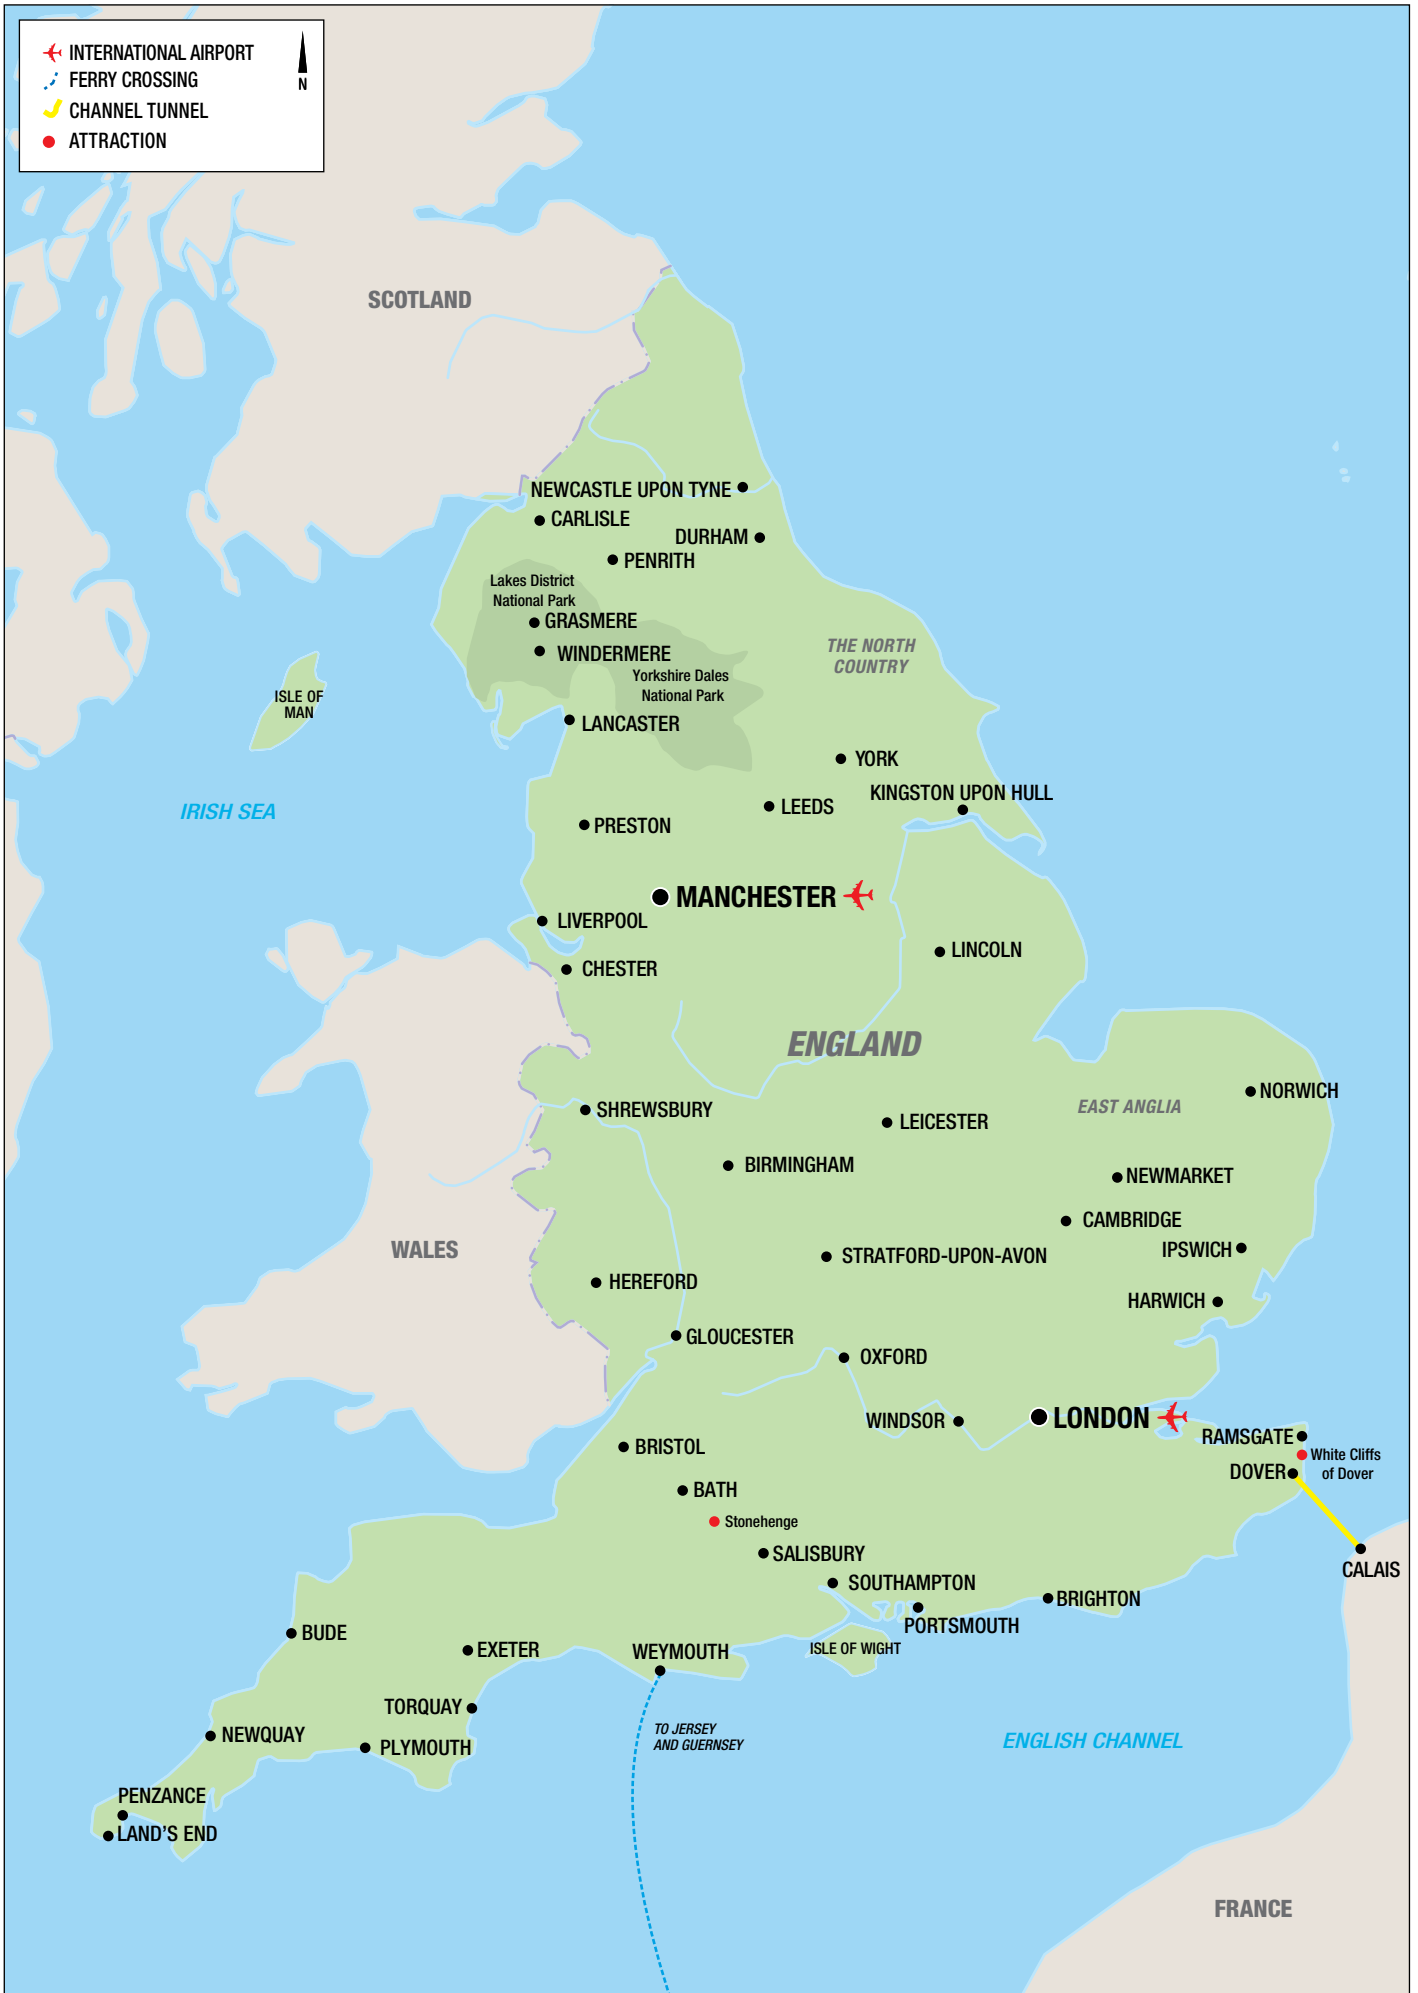 INTERNATIONAL AIRPORT
FERRY CROSSING
CHANNEL TUNNEL
ATTRACTION
N
SCOTLAND
NEWCASTLE UPON TYNE
CARLISLE
DURHAM
PENRITH
Lakes District
National Park
GRASMERE
WINDERMERE
THE NORTH
COUNTRY
Yorkshire Dales
National Park
ISLE OF
MAN
LANCASTER
YORK
KINGSTON UPON HULL
LEEDS
IRISH SEA
PRESTON
MANCHESTER
LIVERPOOL
LINCOLN
CHESTER
ENGLAND
NORWICH
EAST ANGLIA
SHREWSBURY
LEICESTER
BIRMINGHAM
NEWMARKET
CAMBRIDGE
WALES
IPSWICH
STRATFORD-UPON-AVON
HEREFORD
HARWICH
GLOUCESTER
OXFORD
LONDON
WINDSOR
RAMSGATE
BRISTOL
White Cliffs
of Dover
DOVER
BATH
Stonehenge
SALISBURY
CALAIS
SOUTHAMPTON
BRIGHTON
PORTSMOUTH
BUDE
EXETER
WEYMOUTH
ISLE OF WIGHT
TORQUAY
NEWQUAY
TO JERSEY
AND GUERNSEY
PLYMOUTH
ENGLISH CHANNEL
PENZANCE
LAND'S END
FRANCE